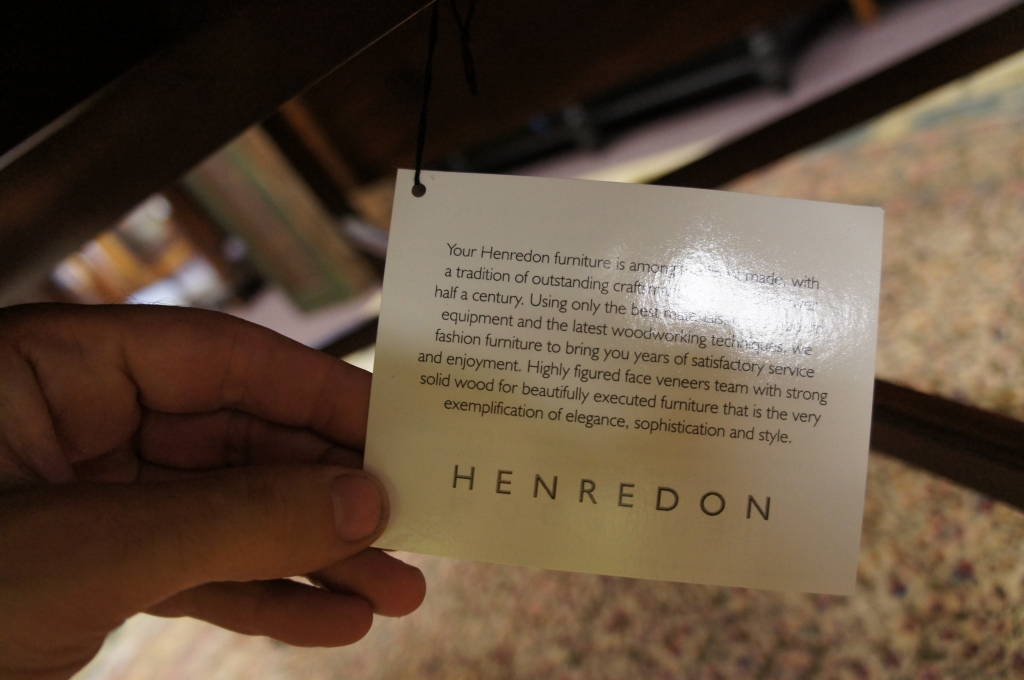 Your Henredon furniture is among made, with
a tradition of outstanding
half a century. Using only the best materials,
equipment and the latest woodworking techniques, we
fashion furniture to bring you years of satisfactory service
and enjoyment. Highly figured face veneers team with strong
solid wood for beautifully executed furniture that is the very
exemplification of elegance, sophistication and style.
HENREDON